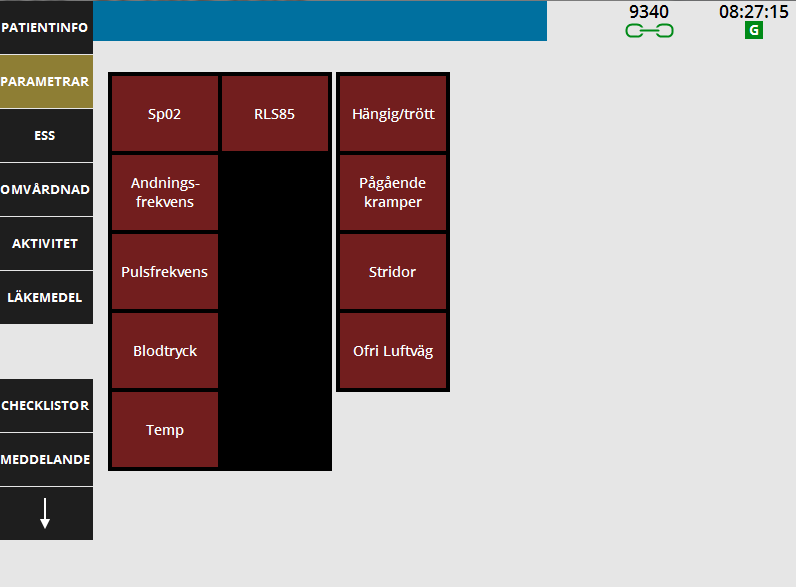 PATIENTINFO
9340
08:27:15
G
PARAMETRAR
ESS
OMVÅRDNAD
AKTIVITET
LÄKEMEDEL
CHECKLISTOR
MEDDELANDE
Sp02
RLS85
Hängig/trött
Andnings-
frekvens
Pågående
kramper
Pulsfrekvens
Stridor
Blodtryck
Ofri Luftväg
Temp